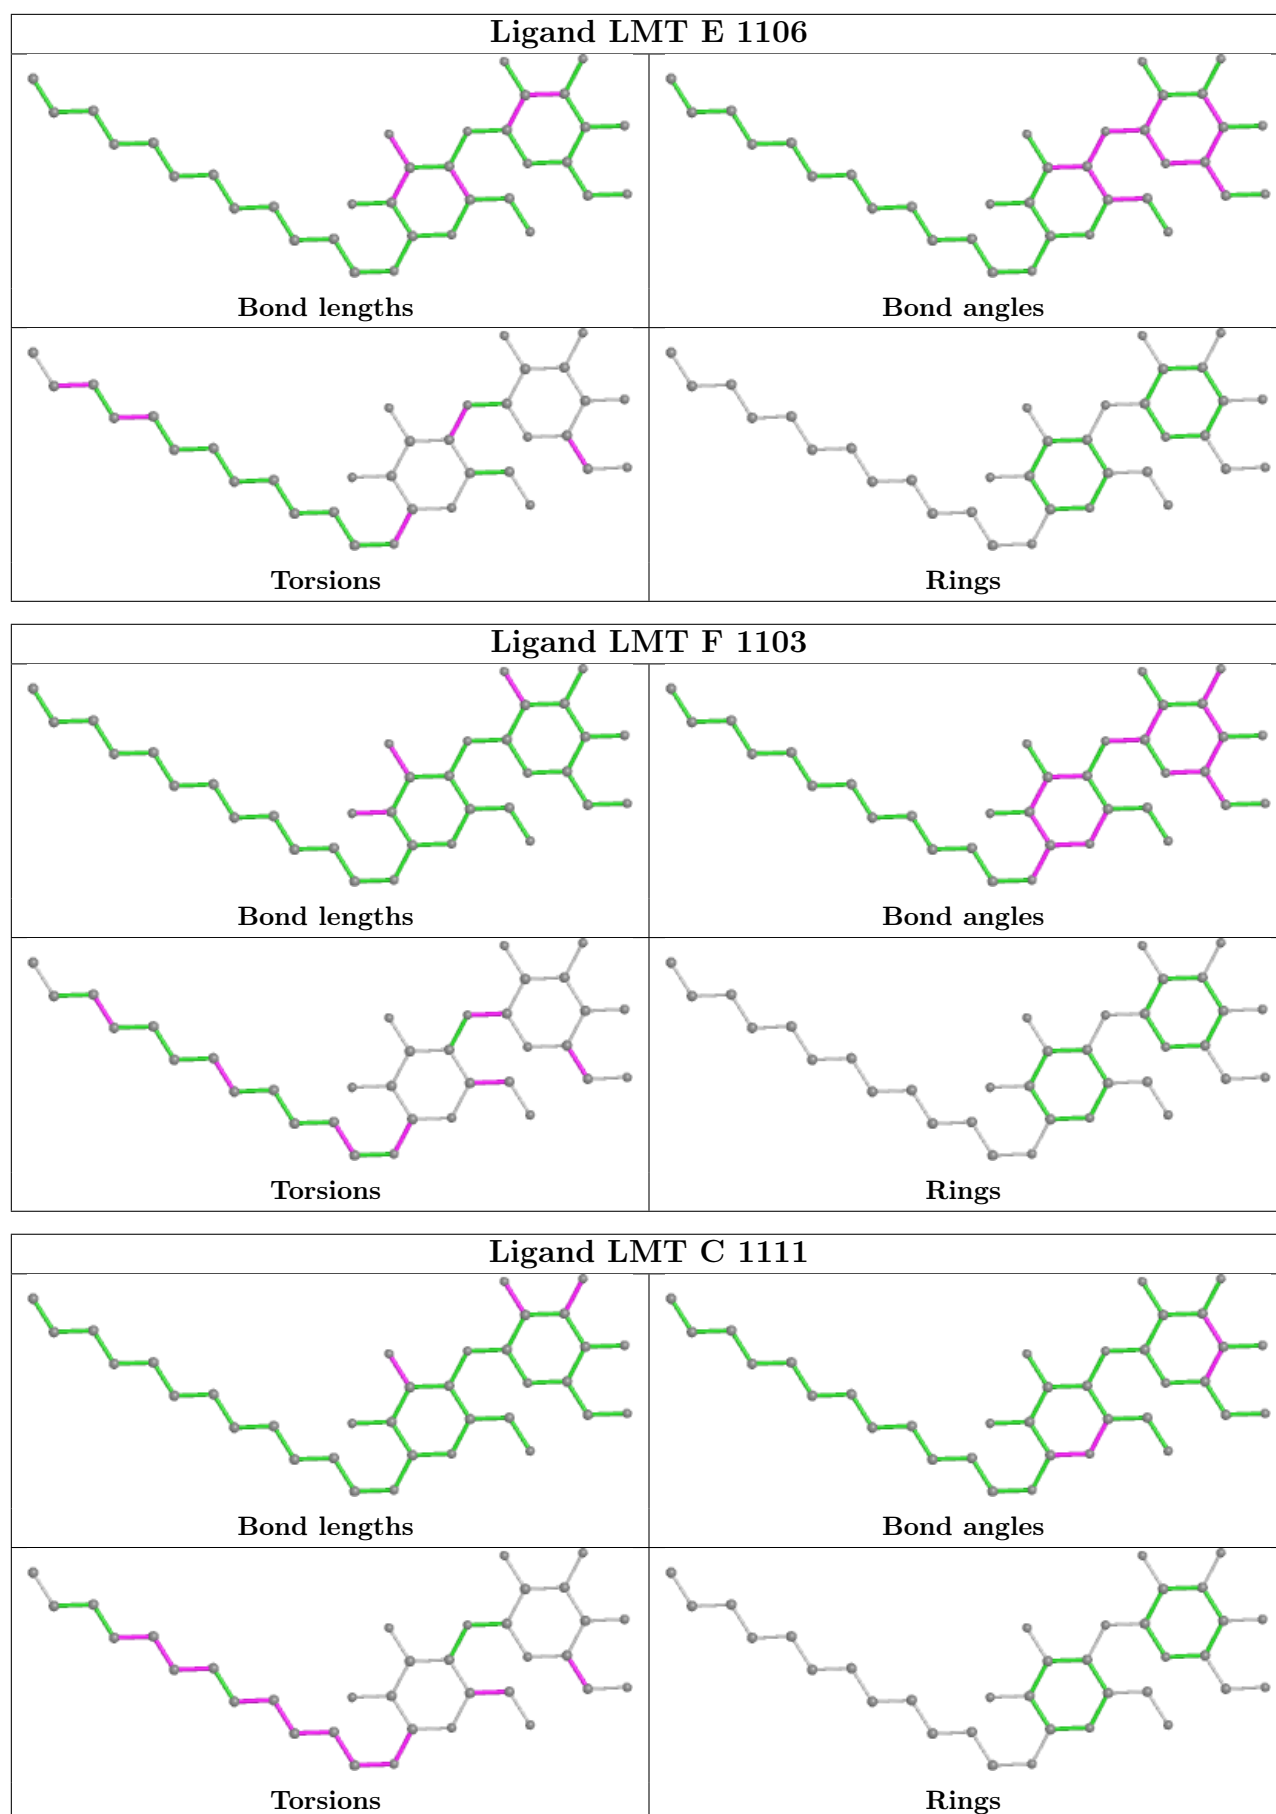 Ligand LMT E 1106
Bond lengths
Bond angles
Torsions
Rings
Ligand LMT F 1103
Bond lengths
Bond angles
Torsions
Rings
Ligand LMT C 1111
Bond lengths
Bond angles
Torsions
Rings